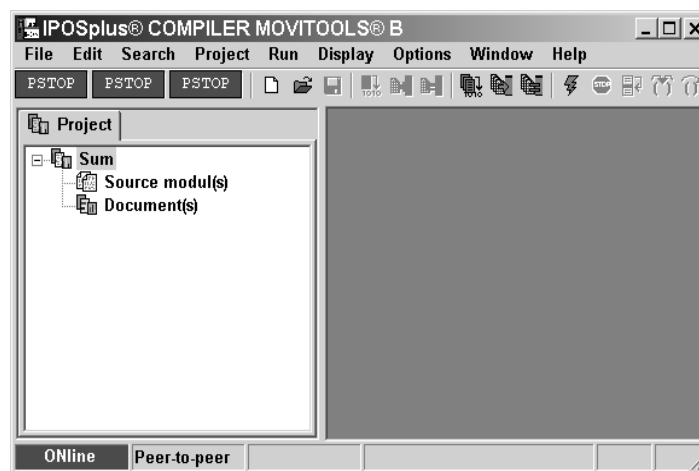 IPOSplus® COMPILER MOVITOOLS® B
File Edit Search Project Run Display Options Window Help
PSTOP PSTOP PSTOP
Project
Sum
Source modul(s)
Document(s)
ONline Peer-to-peer